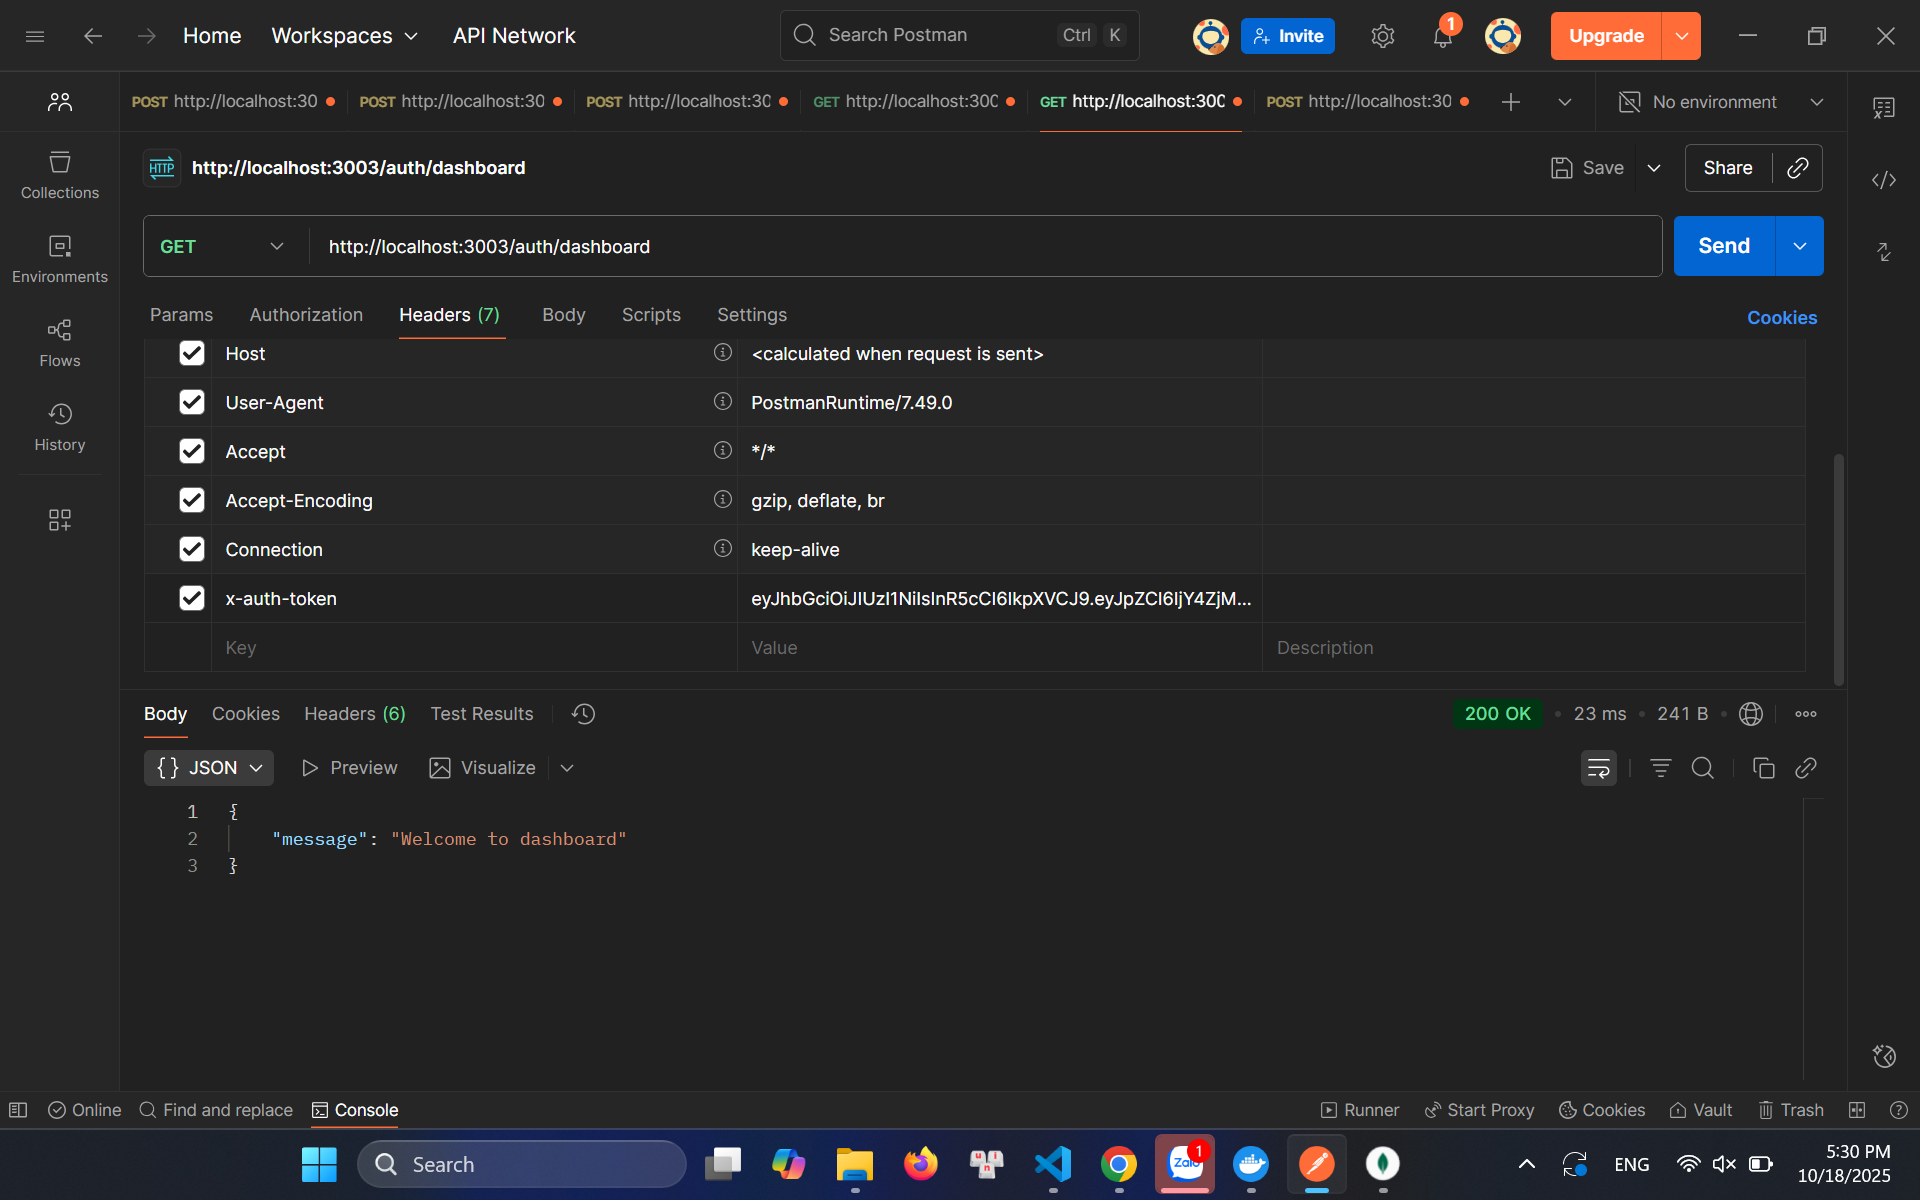 Home Workspaces API Network Search Postman Ctrl K Invite 1 Upgrade
POST http://localhost:30 POST http://localhost:30 POST http://localhost:30 GET http://localhost:300 GET http://localhost:300 POST http://localhost:30 No environment
HTTP http://localhost:3003/auth/dashboard Save Share
Collections
GET http://localhost:3003/auth/dashboard Send
Environments
Params Authorization Headers (7) Body Scripts Settings Cookies
Flows
History
Host <calculated when request is sent>
User-Agent PostmanRuntime/7.49.0
Accept */*
Accept-Encoding gzip, deflate, br
Connection keep-alive
x-auth-token eyJhbGciOiJIUzI1NiIsInR5cCI6IkpXVCJ9.eyJpZCI6IjY4ZjM...
Key Value Description
Body Cookies Headers (6) Test Results 200 OK • 23 ms • 241 B
{} JSON Preview Visualize
1 {
2 "message": "Welcome to dashboard"
3 }
Online Find and replace Console Runner Start Proxy Cookies Vault Trash
Search Zalo 1 ENG 5:30 PM
10/18/2025